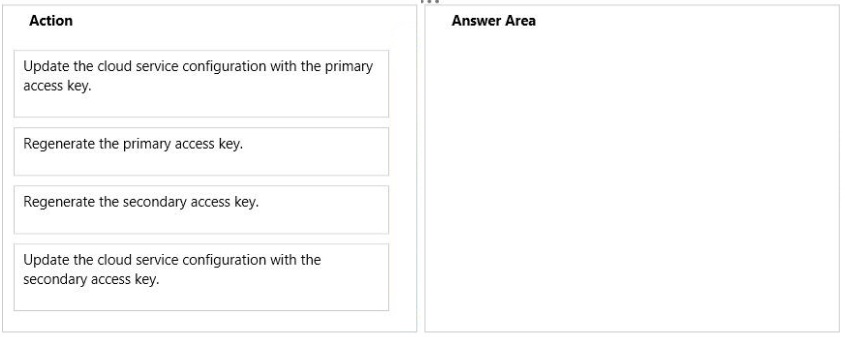 Action
Update the cloud service configuration with the primary
access key.
Regenerate the primary access key.
Regenerate the secondary access key.
Update the cloud service configuration with the
secondary access key.
Answer Area